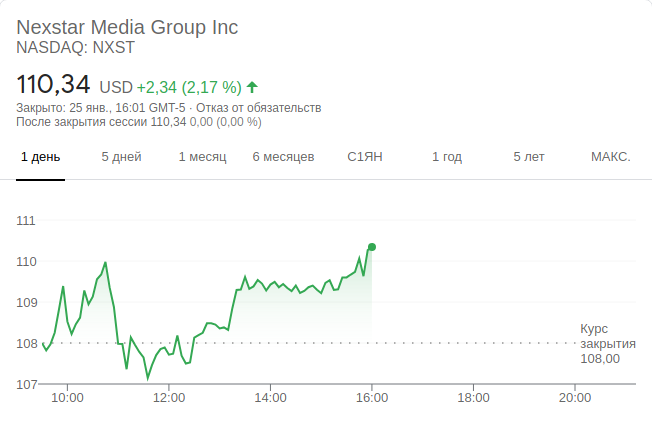 Nexstar Media Group Inc
NASDAQ: NXST
110,34 USD +2,34 (2,17 %)
Закрыто: 25 янв., 16:01 GMT-5 · Отказ от обязательств
После закрытия сессии 110,34 0,00 (0,00 %)
1 день 5 дней 1 месяц 6 месяцев С1ЯН 1 год 5 лет МАКС.
111
110
109
Курс
108 закрытия
108,00
107
10:00 12:00 14:00 16:00 18:00 20:00